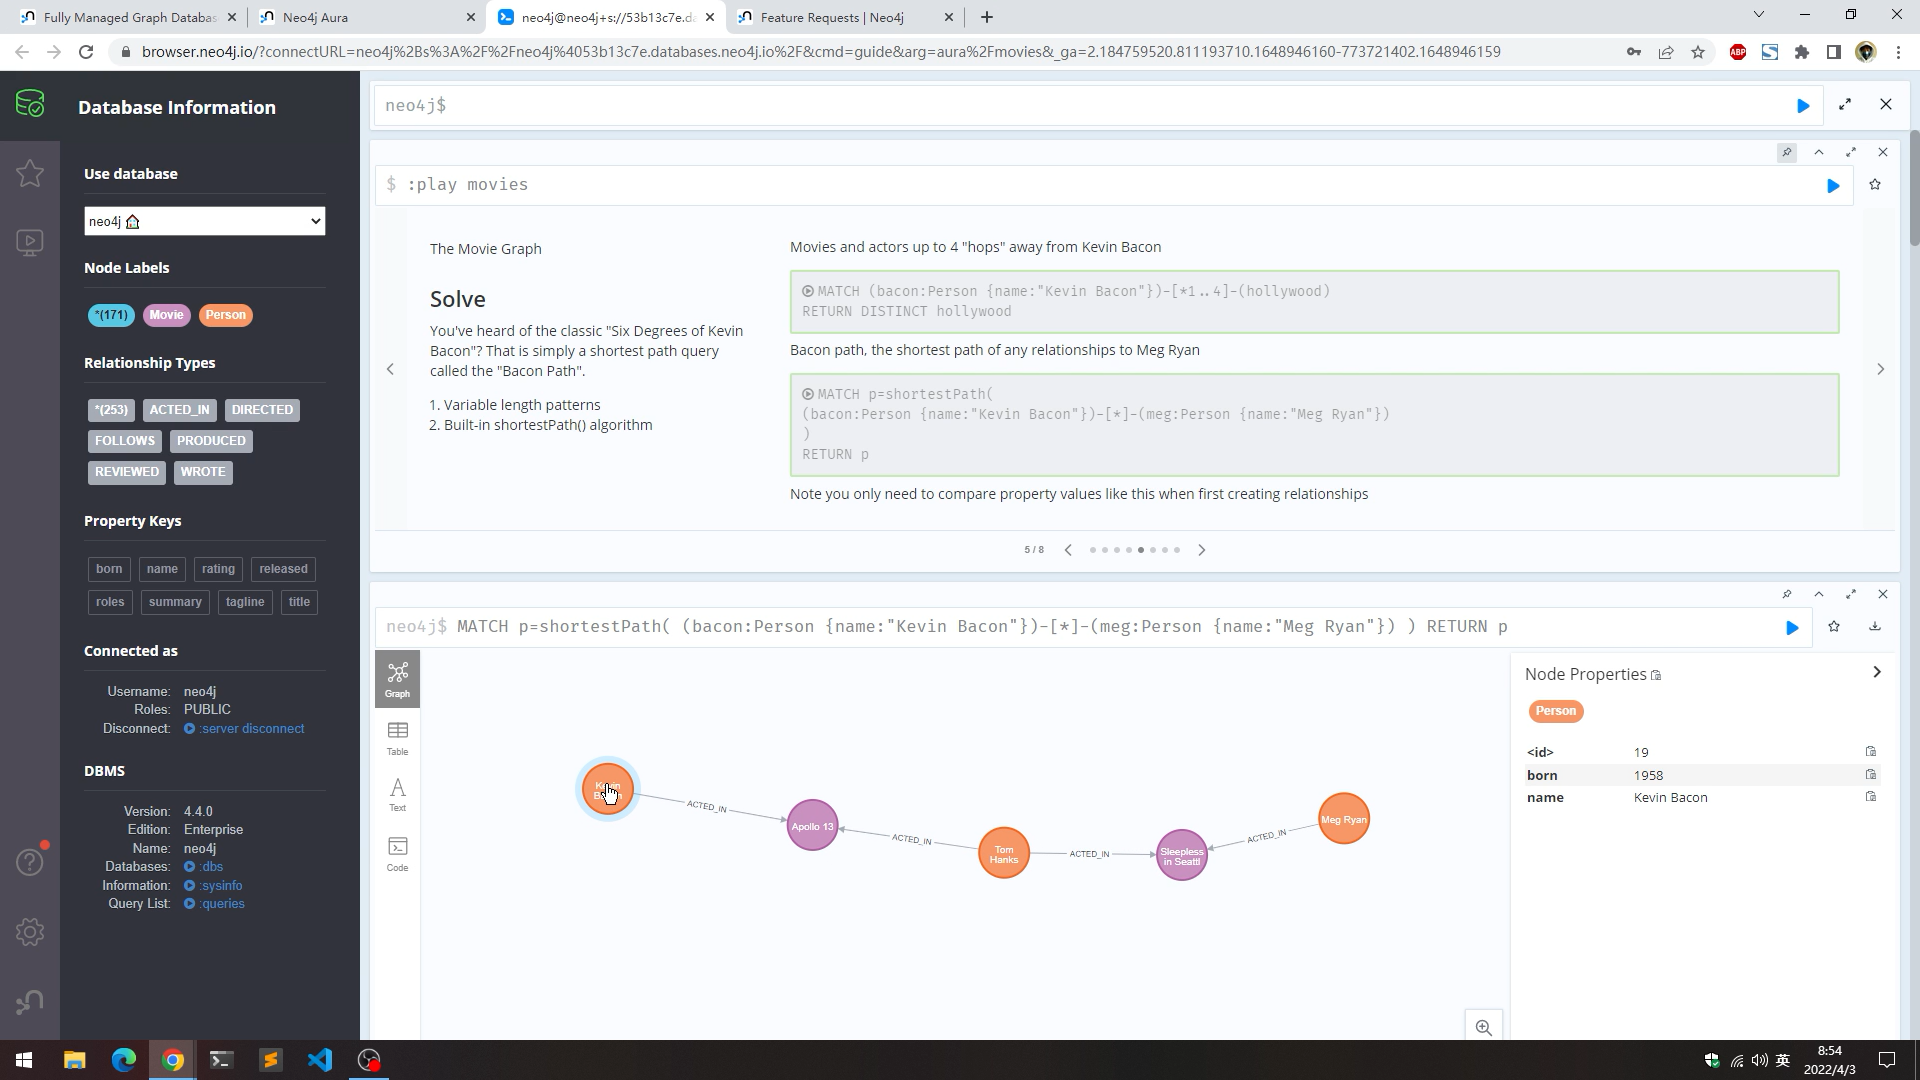 Fully Managed Graph Databas
Neo4j Aura
neo4j@neo4j+s://53b13c7e.da
Feature Requests | Neo4j
browser.neo4j.io/?connectURL=neo4j%2Bs%3A%2F%2Fneo4j%4053b13c7e.databases.neo4j.io%2F&cmd=guide&arg=aura%2Fmovies&_ga=2.184759520.811193710.1648946160-773721402.1648946159
ABP
Database Information
Use database
neo4j
Node Labels
*(171) Movie Person
Relationship Types
*(253) ACTED_IN DIRECTED
FOLLOWS PRODUCED
REVIEWED WROTE
Property Keys
born name rating released
roles summary tagline title
Connected as
Username: neo4j
Roles: PUBLIC
Disconnect: :server disconnect
DBMS
Version: 4.4.0
Edition: Enterprise
Name: neo4j
Databases: :dbs
Information: :sysinfo
Query List: :queries
neo4j$
$ :play movies
The Movie Graph
Solve
You've heard of the classic "Six Degrees of Kevin
Bacon"? That is simply a shortest path query
called the "Bacon Path".
1. Variable length patterns
2. Built-in shortestPath() algorithm
Movies and actors up to 4 "hops" away from Kevin Bacon
MATCH (bacon:Person {name:"Kevin Bacon"})-[*1..4]-(hollywood)
RETURN DISTINCT hollywood
Bacon path, the shortest path of any relationships to Meg Ryan
MATCH p=shortestPath(
(bacon:Person {name:"Kevin Bacon"})-[*]-(meg:Person {name:"Meg Ryan"})
)
RETURN p
Note you only need to compare property values like this when first creating relationships
5 / 8
neo4j$ MATCH p=shortestPath( (bacon:Person {name:"Kevin Bacon"})-[*]-(meg:Person {name:"Meg Ryan"}) ) RETURN p
Graph
Table
Text
Code
ACTED_IN
Apollo 13
ACTED_IN
Tom
Hanks
ACTED_IN
Sleepless
in Seattl
ACTED_IN
Meg Ryan
Node Properties
Person
<id> 19
born 1958
name Kevin Bacon
英
8:54
2022/4/3